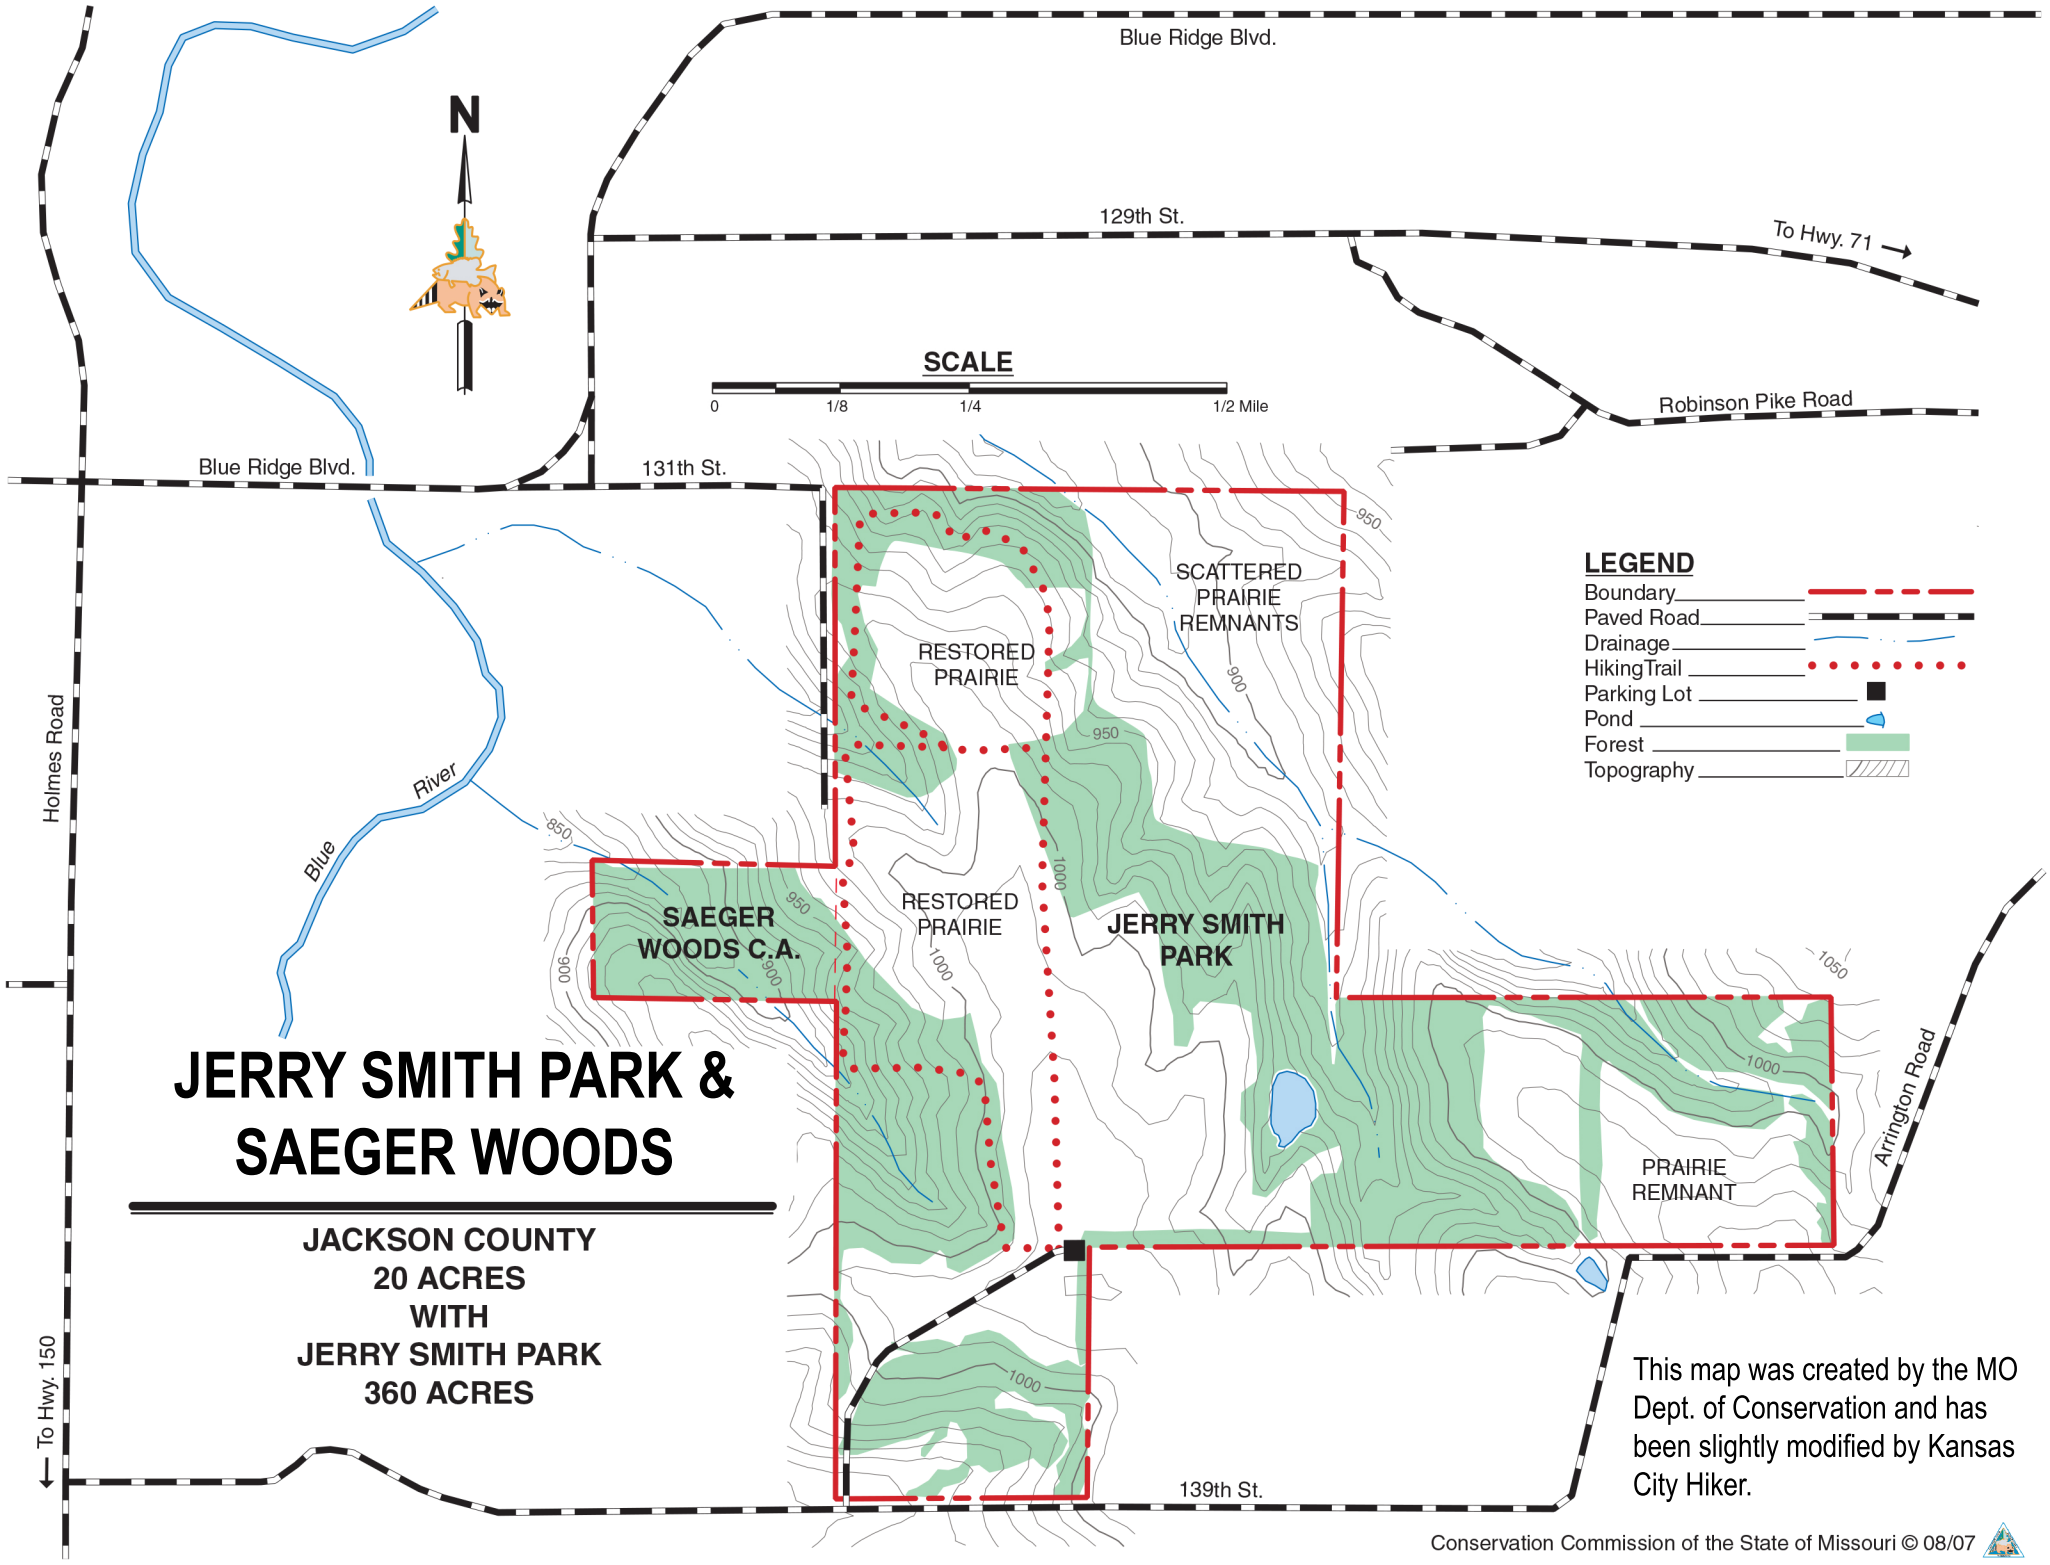 Blue Ridge Blvd.
N
129th St.
To Hwy. 71
SCALE
0 1/8 1/4 1/2 Mile
Robinson Pike Road
Blue Ridge Blvd.
131th St.
950
LEGEND
Boundary
Paved Road
Drainage
HikingTrail
Parking Lot
Pond
Forest
Topography
SCATTERED
PRAIRIE
REMNANTS
RESTORED
PRAIRIE
900
950
Holmes Road
River
Blue
850
1000
RESTORED
PRAIRIE
950
SAEGER
WOODS C.A.
JERRY SMITH
PARK
900
900
1000
1050
1000
Arrington Road
PRAIRIE
REMNANT
JERRY SMITH PARK &
SAEGER WOODS
JACKSON COUNTY
20 ACRES
WITH
JERRY SMITH PARK
360 ACRES
To Hwy. 150
1000
139th St.
This map was created by the MO
Dept. of Conservation and has
been slightly modified by Kansas
City Hiker.
Conservation Commission of the State of Missouri © 08/07